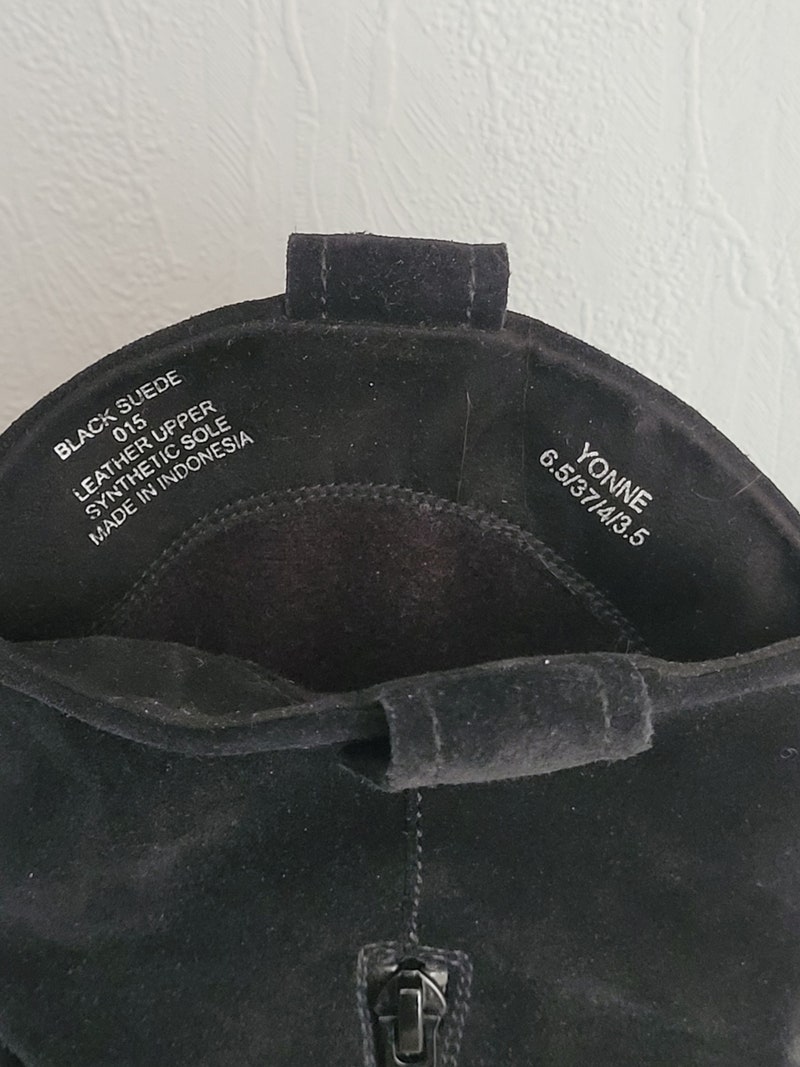 BLACK SUEDE
015
LEATHER UPPER
SYNTHETIC SOLE
MADE IN INDONESIA
YONNE
6.5/37/4/3.5